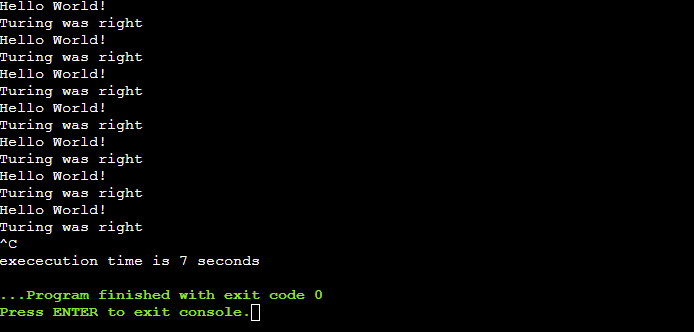 Hello World!
Turing was right
Hello World!
Turing was right
Hello World!
Turing was right
Hello World!
Turing was right
Hello World!
Turing was right
Hello World!
Turing was right
Hello World!
Turing was right
^C
exececution time is 7 seconds
...Program finished with exit code 0
Press ENTER to exit console.